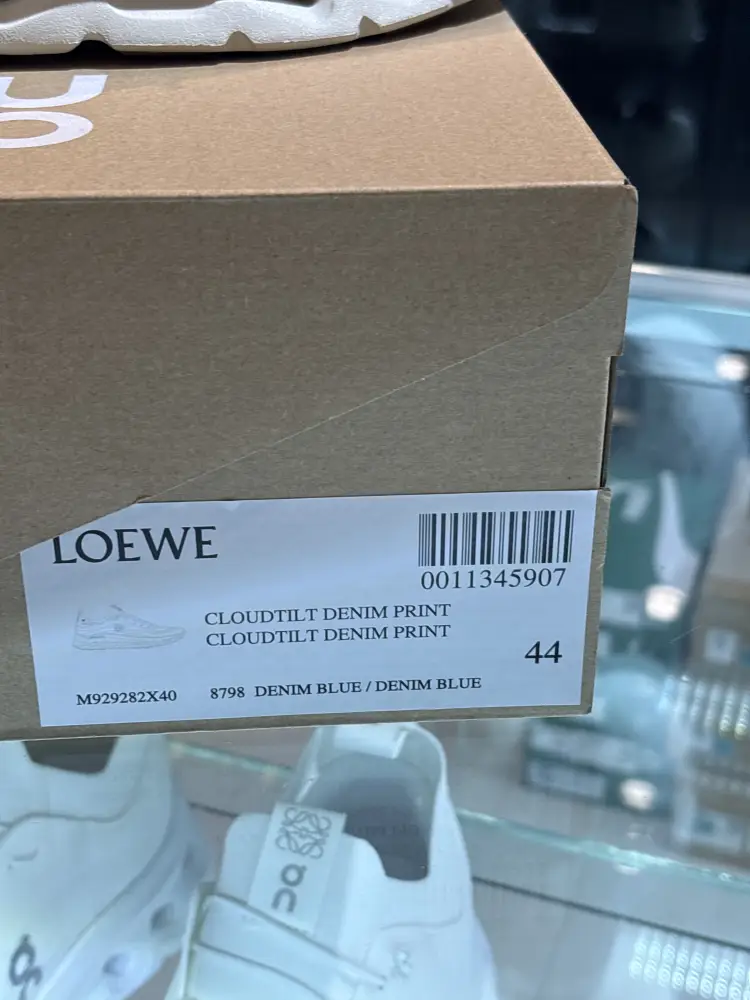 LOEWE
0011345907
CLOUDTILT DENIM PRINT
CLOUDTILT DENIM PRINT
44
M929282X40 8798 DENIM BLUE / DENIM BLUE